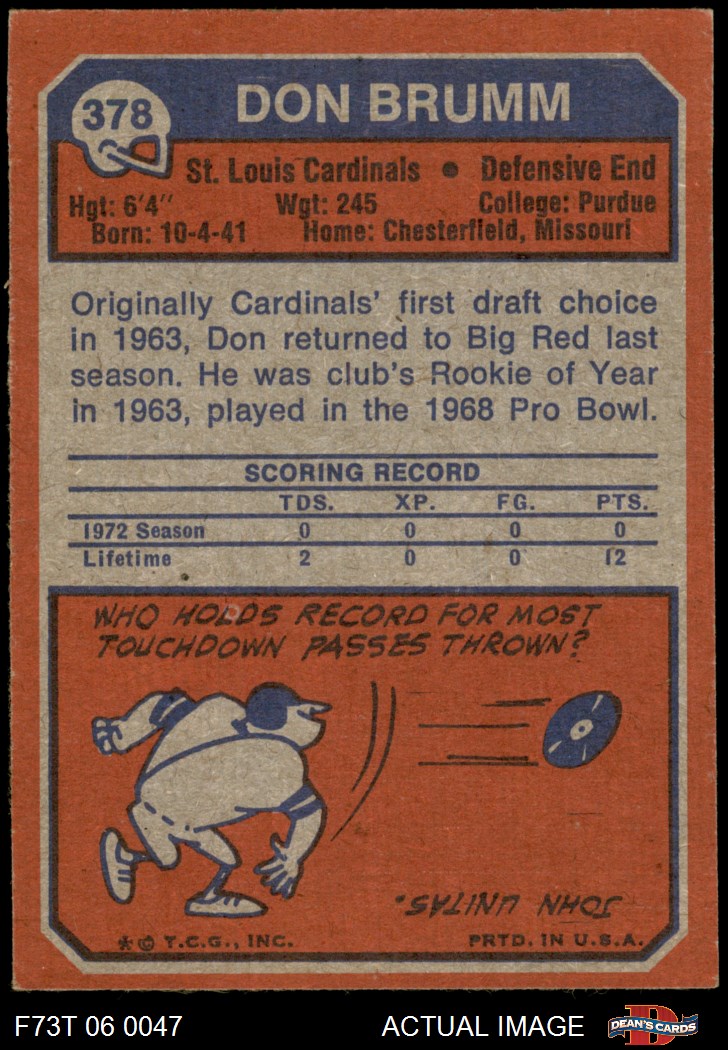 378
DON BRUMM
St. Louis Cardinals • Defensive End
Hgt: 6'4" Wgt: 245 College: Purdue
Born: 10-4-41 Home: Chesterfield, Missouri
Originally Cardinals' first draft choice
in 1963, Don returned to Big Red last
season. He was club's Rookie of Year
in 1963, played in the 1968 Pro Bowl.
SCORING RECORD
TDS. XP. FG. PTS.
1972 Season 0 0 0 0
Lifetime 2 0 0 12
WHO HOLDS RECORD FOR MOST
TOUCHDOWN PASSES THROWN?
JOHN UNITAS.
* © T.C.G., INC. PRTD. IN U.S.A.
F73T 06 0047 ACTUAL IMAGE DEAN'S CARDS